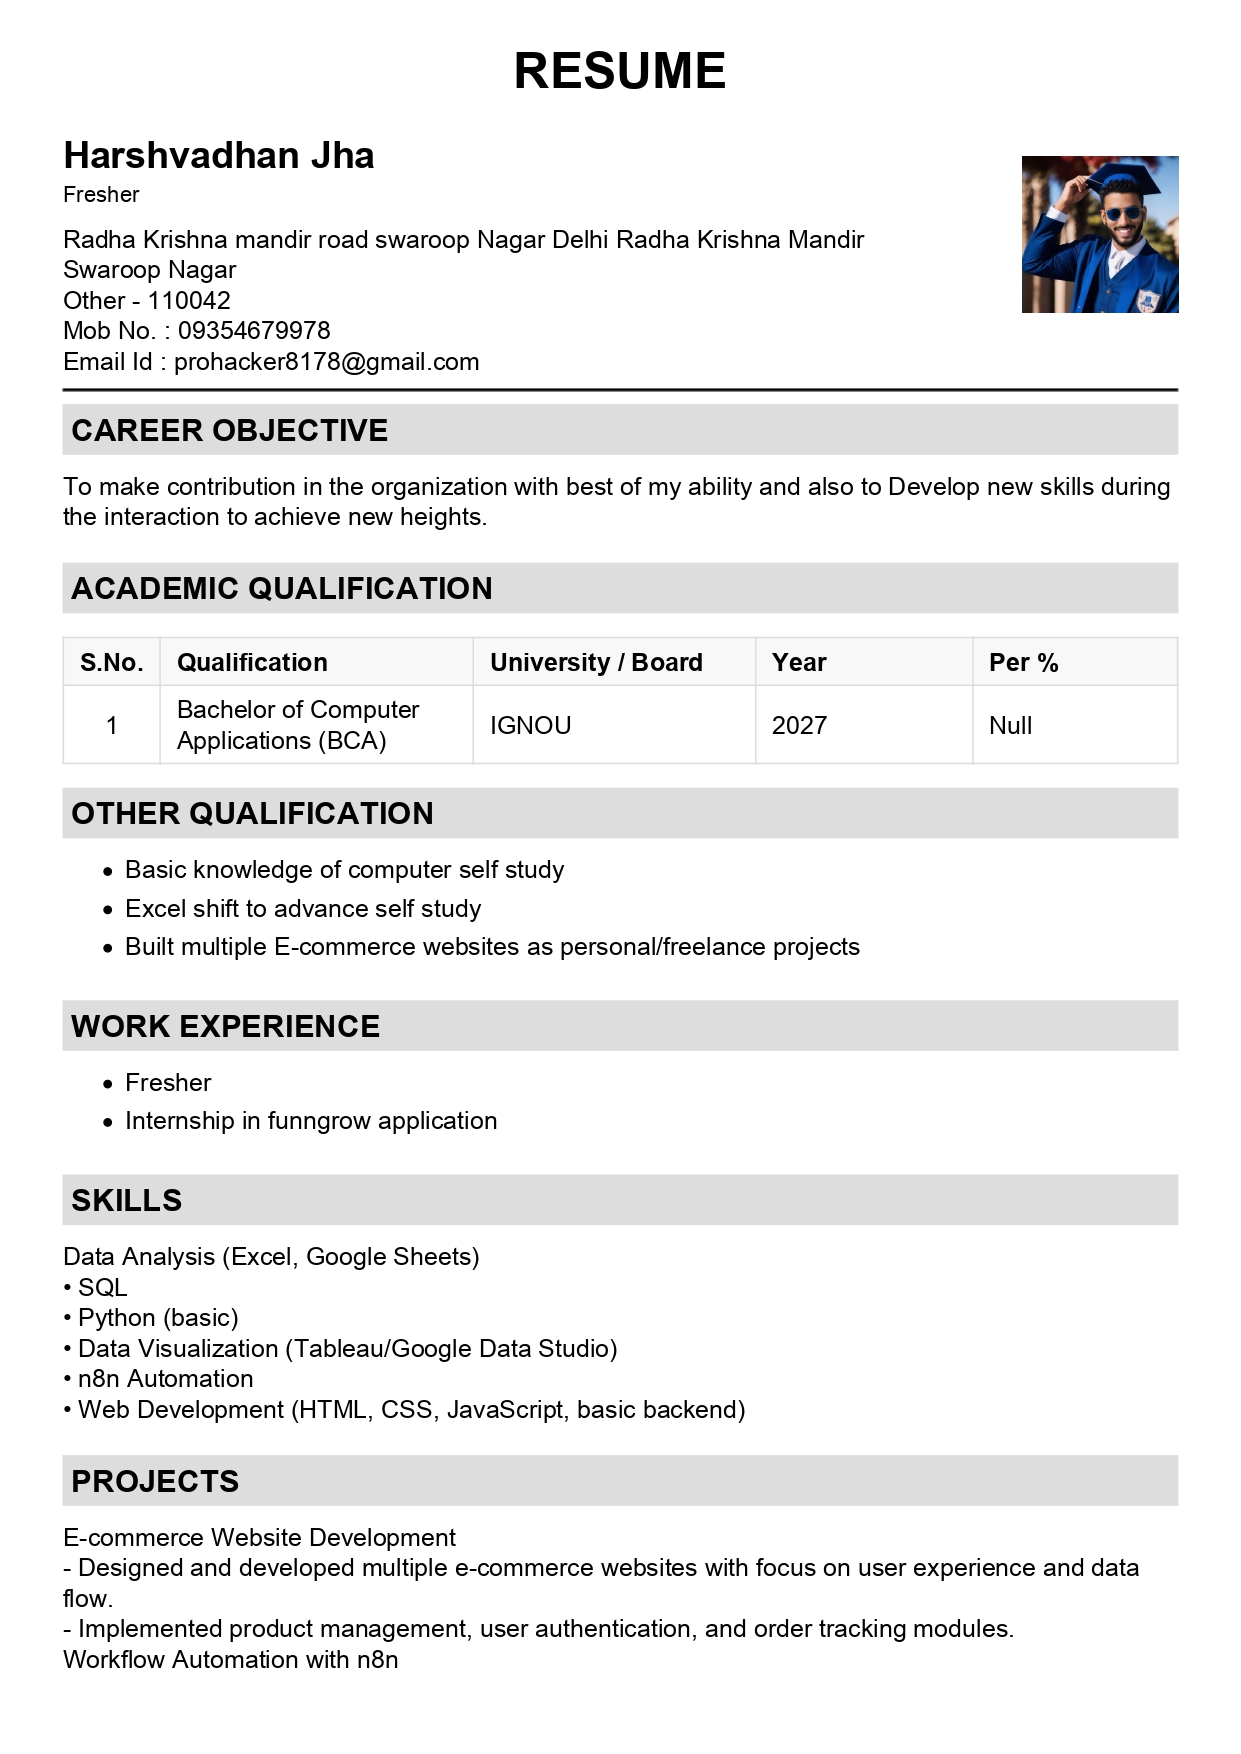 RESUME
Harshvadhan Jha
Fresher
Radha Krishna mandir road swaroop Nagar Delhi Radha Krishna Mandir
Swaroop Nagar
Other - 110042
Mob No. : 09354679978
Email Id : prohacker8178@gmail.com
CAREER OBJECTIVE
To make contribution in the organization with best of my ability and also to Develop new skills during
the interaction to achieve new heights.
ACADEMIC QUALIFICATION
S.No. Qualification University / Board Year Per %
1 Bachelor of Computer Applications (BCA) IGNOU 2027 Null
OTHER QUALIFICATION
• Basic knowledge of computer self study
• Excel shift to advance self study
• Built multiple E-commerce websites as personal/freelance projects
WORK EXPERIENCE
• Fresher
• Internship in funngrow application
SKILLS
Data Analysis (Excel, Google Sheets)
• SQL
• Python (basic)
• Data Visualization (Tableau/Google Data Studio)
• n8n Automation
• Web Development (HTML, CSS, JavaScript, basic backend)
PROJECTS
E-commerce Website Development
- Designed and developed multiple e-commerce websites with focus on user experience and data
flow.
- Implemented product management, user authentication, and order tracking modules.
Workflow Automation with n8n